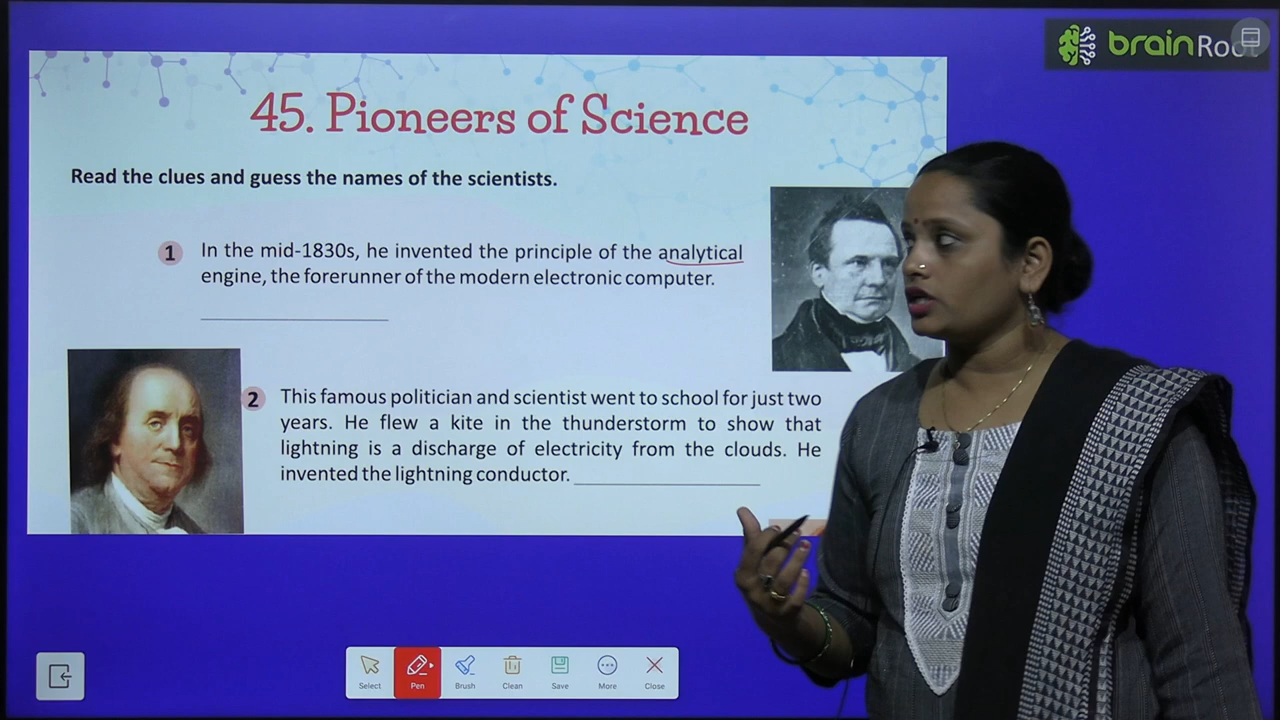 brainRoot
45. Pioneers of Science
Read the clues and guess the names of the scientists.
1 In the mid-1830s, he invented the principle of the analytical
engine, the forerunner of the modern electronic computer.
2 This famous politician and scientist went to school for just two
years. He flew a kite in the thunderstorm to show that
lightning is a discharge of electricity from the clouds. He
invented the lightning conductor.
Select Pen Brush Clean Save More Close